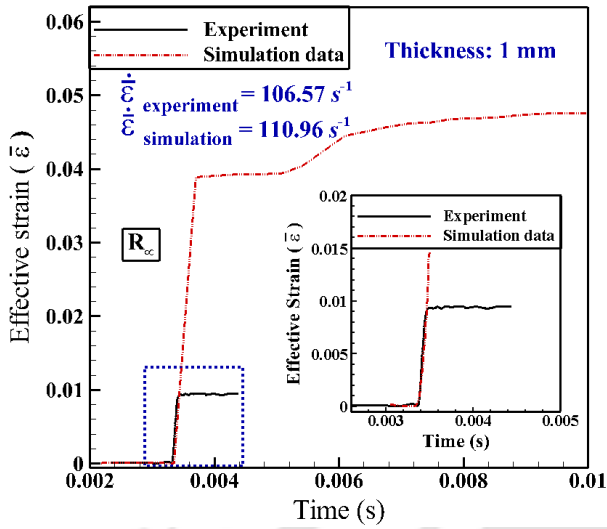 Experiment
Simulation data
Thickness: 1 mm
ε̄̇ experiment = 106.57 s⁻¹
ε̄̇ simulation = 110.96 s⁻¹
R∝
Effective strain ( ε̄ )
0.06
0.05
0.04
0.03
0.02
0.01
0
0.002
0.004
0.006
0.008
0.01
Time (s)
Experiment
Simulation data
Effective Strain ( ε̄ )
0.02
0.015
0.01
0.005
0
0.003
0.004
0.005
Time (s)